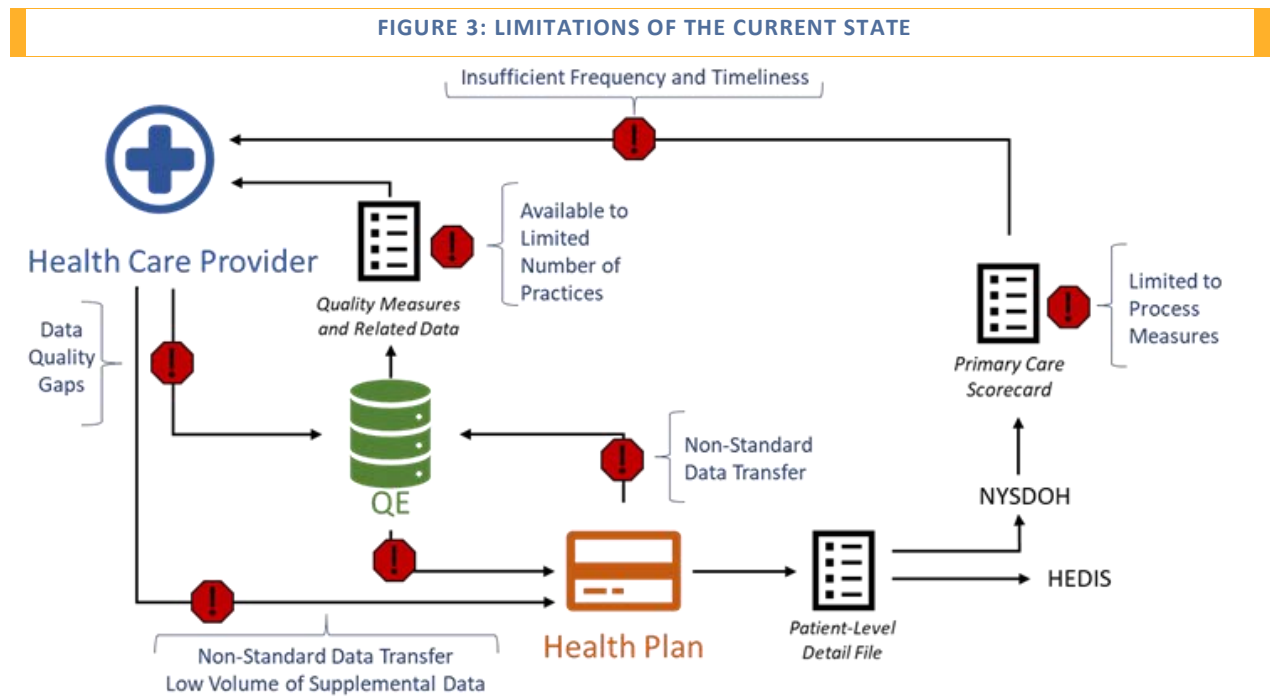 FIGURE 3: LIMITATIONS OF THE CURRENT STATE
Insufficient Frequency and Timeliness
Health Care Provider
Available to
Limited
Number of
Practices
Quality Measures
and Related Data
Data
Quality
Gaps
Limited to
Process
Measures
Primary Care
Scorecard
Non-Standard
Data Transfer
QE
NYSDOH
HEDIS
Health Plan
Patient-Level
Detail File
Non-Standard Data Transfer
Low Volume of Supplemental Data